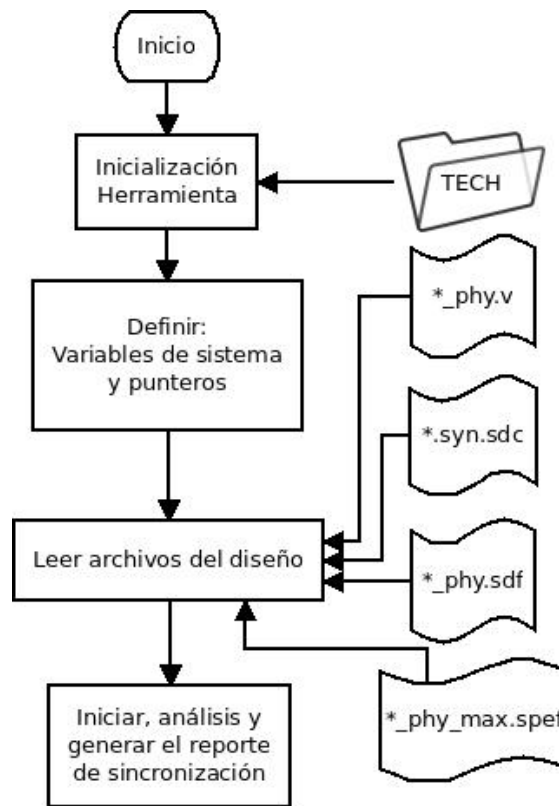 Inicio
Inicialización
Herramienta
TECH
*_phy.v
Definir:
Variables de sistema
y punteros
*.syn.sdc
Leer archivos del diseño
*_phy.sdf
Iniciar, análisis y
generar el reporte
de sincronización
*_phy_max.spef